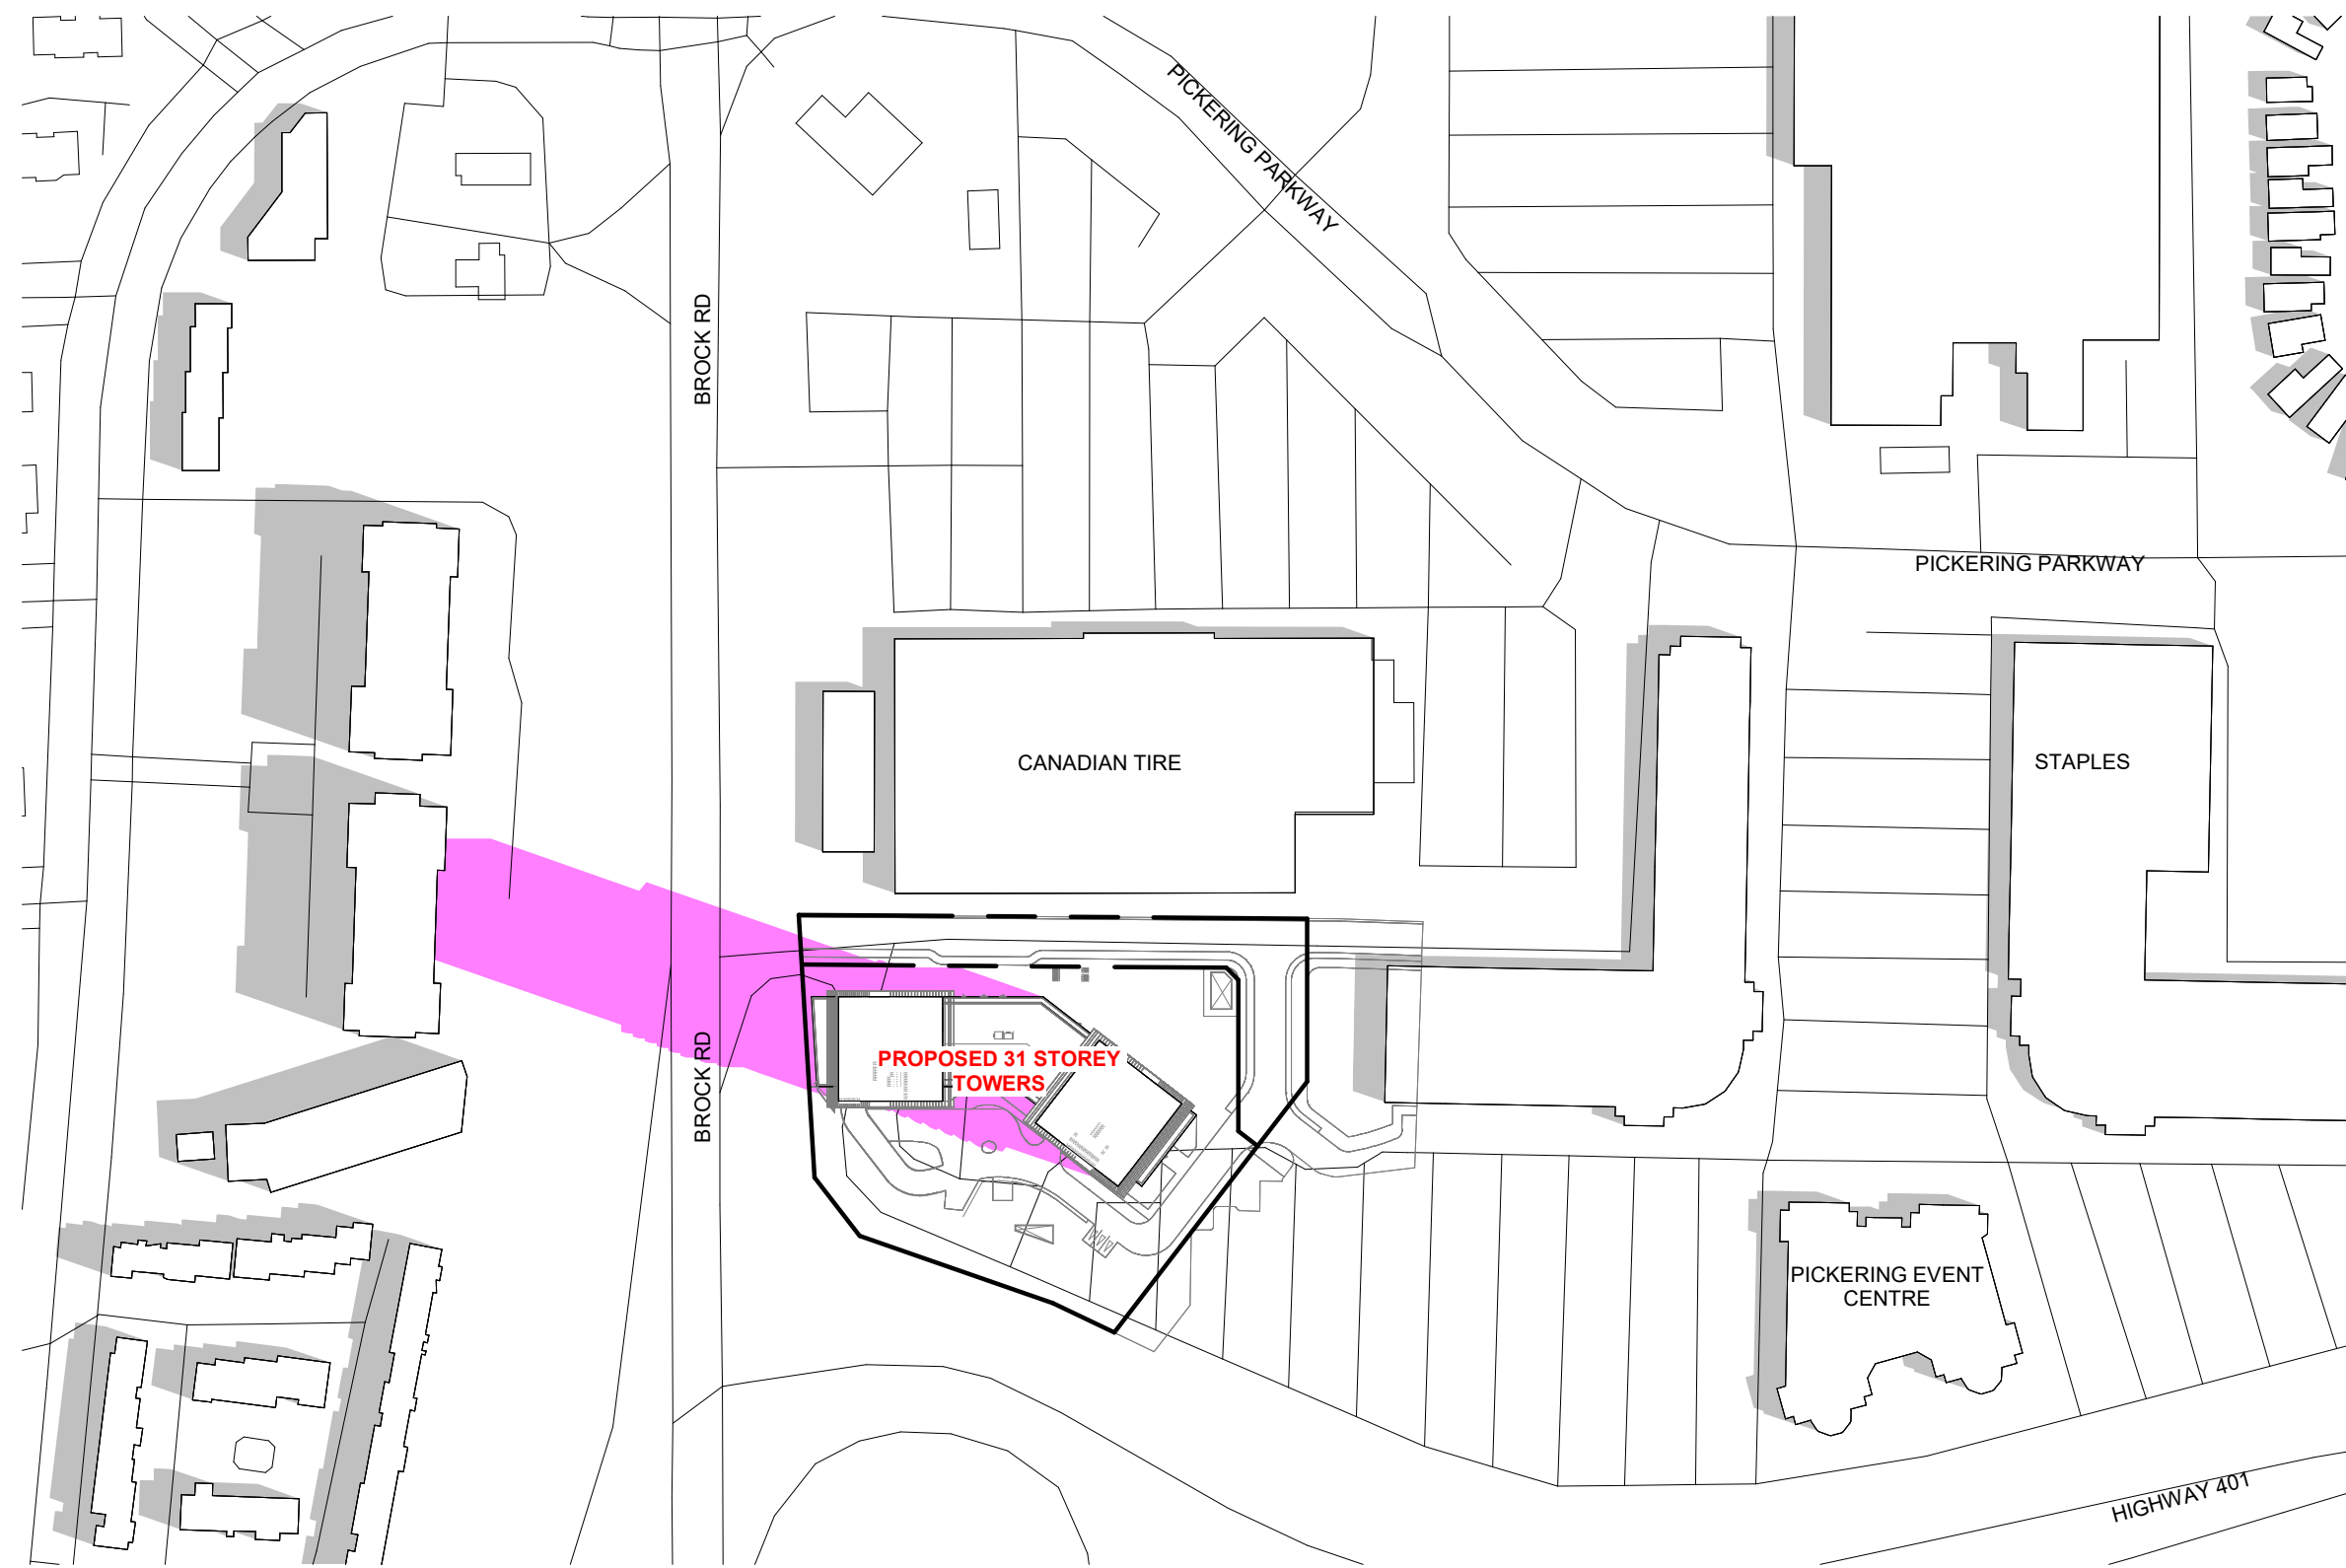 PICKERING PARKWAY
BROCK RD
PICKERING PARKWAY
CANADIAN TIRE
STAPLES
PROPOSED 31 STOREY
TOWERS
BROCK RD
PICKERING EVENT
CENTRE
HIGHWAY 401